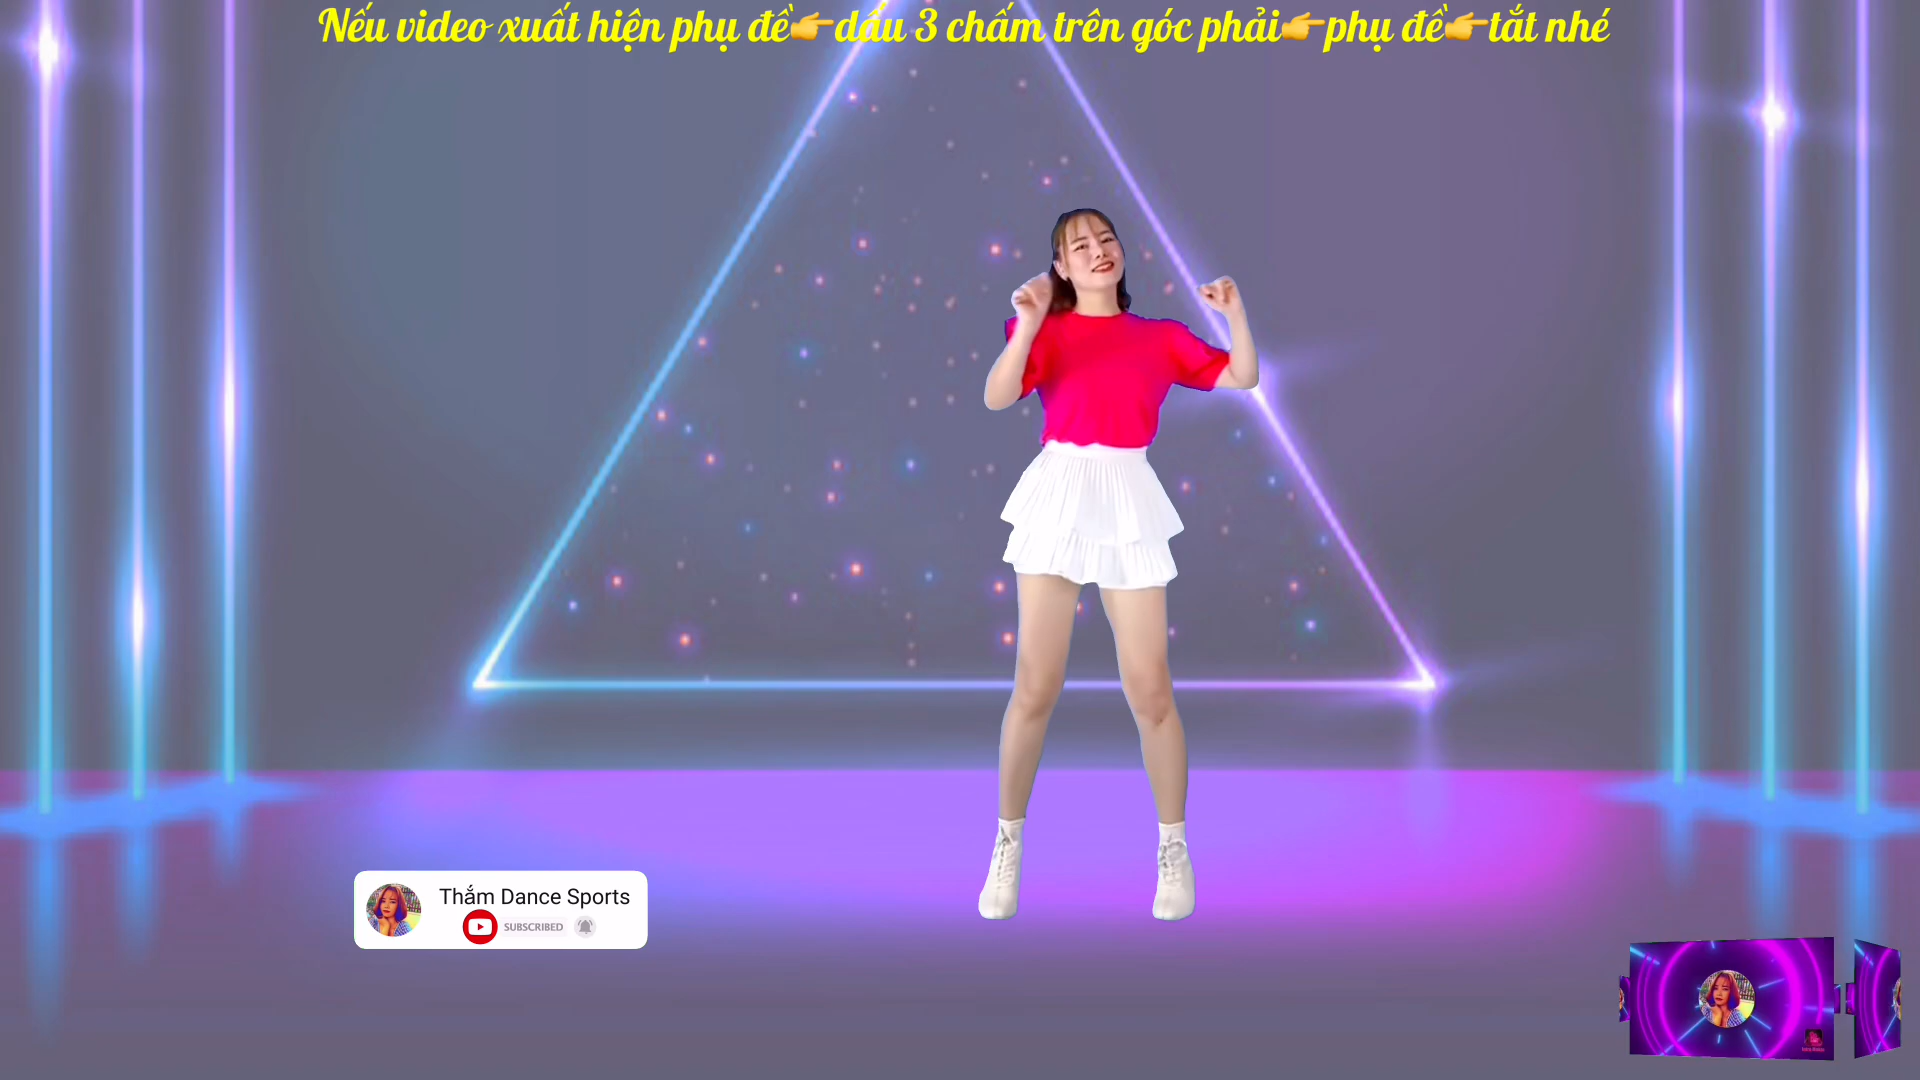 Nếu video xuất hiện phụ đề👉dấu 3 chấm trên góc phải👉phụ đề👉tắt nhé
Thắm Dance Sports
SUBSCRIBED